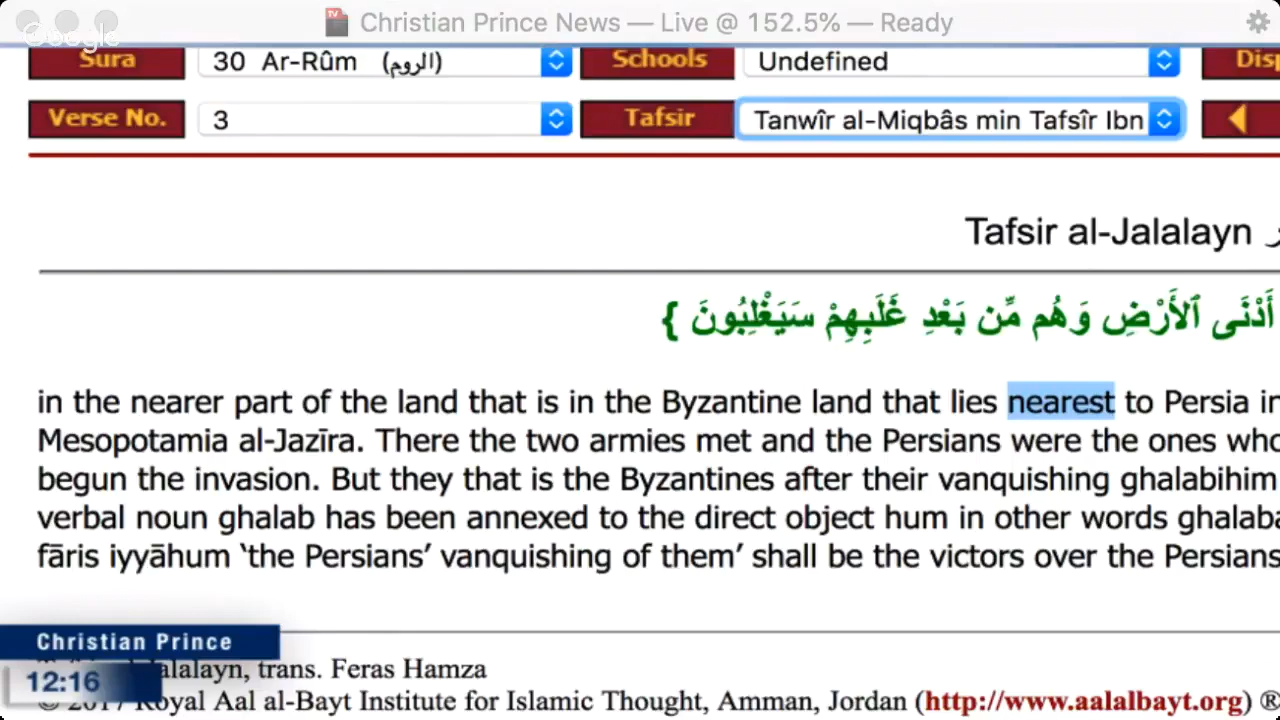 Christian Prince News — Live @ 152.5% — Ready
Google
Sura 30 Ar-Rûm (الروم) Schools Undefined
Verse No. 3 Tafsir Tanwîr al-Miqbâs min Tafsîr Ibn
Tafsir al-Jalalayn
أَدْنَى ٱلأَرْضِ وَهُم مِّن بَعْدِ غَلَبِهِمْ سَيَغْلِبُونَ }
in the nearer part of the land that is in the Byzantine land that lies nearest to Persia in
Mesopotamia al-Jazīra. There the two armies met and the Persians were the ones who
begun the invasion. But they that is the Byzantines after their vanquishing ghalabihim
verbal noun ghalab has been annexed to the direct object hum in other words ghalaba
fāris iyyāhum ‘the Persians’ vanquishing of them’ shall be the victors over the Persians
Christian Prince
alalayn, trans. Feras Hamza
12:16
© 2017 Royal Aal al-Bayt Institute for Islamic Thought, Amman, Jordan (http://www.aalalbayt.org) ®